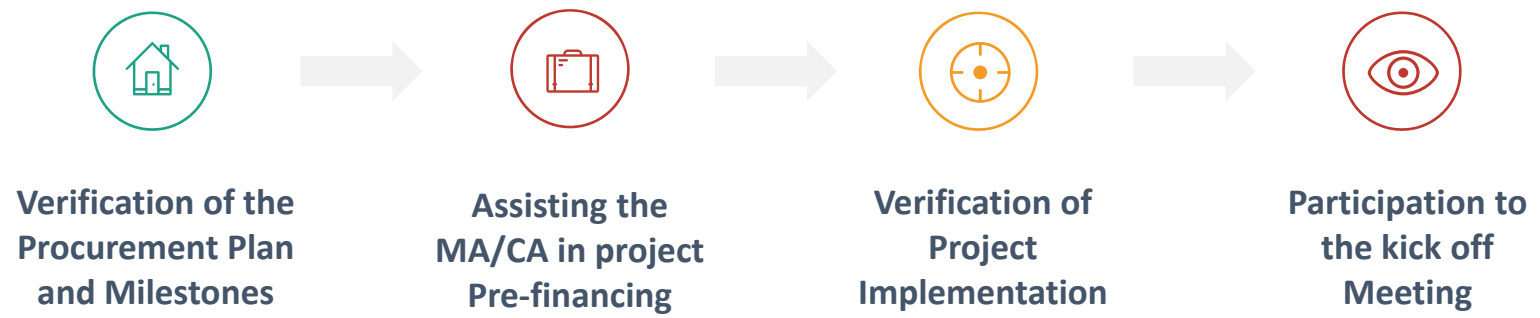 Verification of the
Procurement Plan
and Milestones
Assisting the
MA/CA in project
Pre-financing
Verification of
Project
Implementation
Participation to
the kick off
Meeting